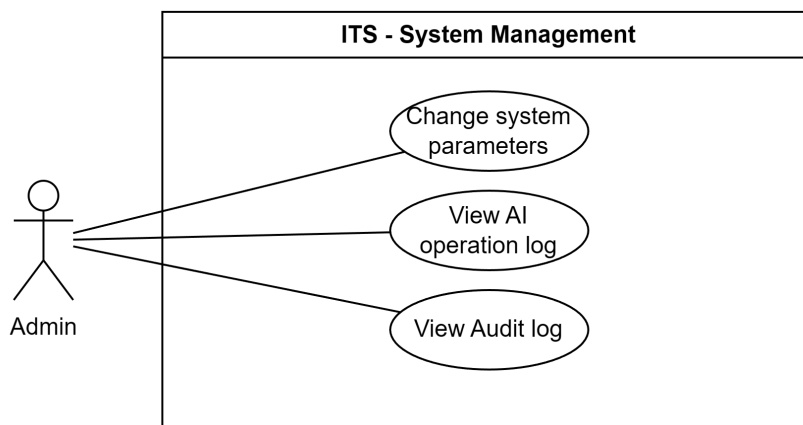 ITS - System Management
Change system
parameters
View AI
operation log
Admin
View Audit log